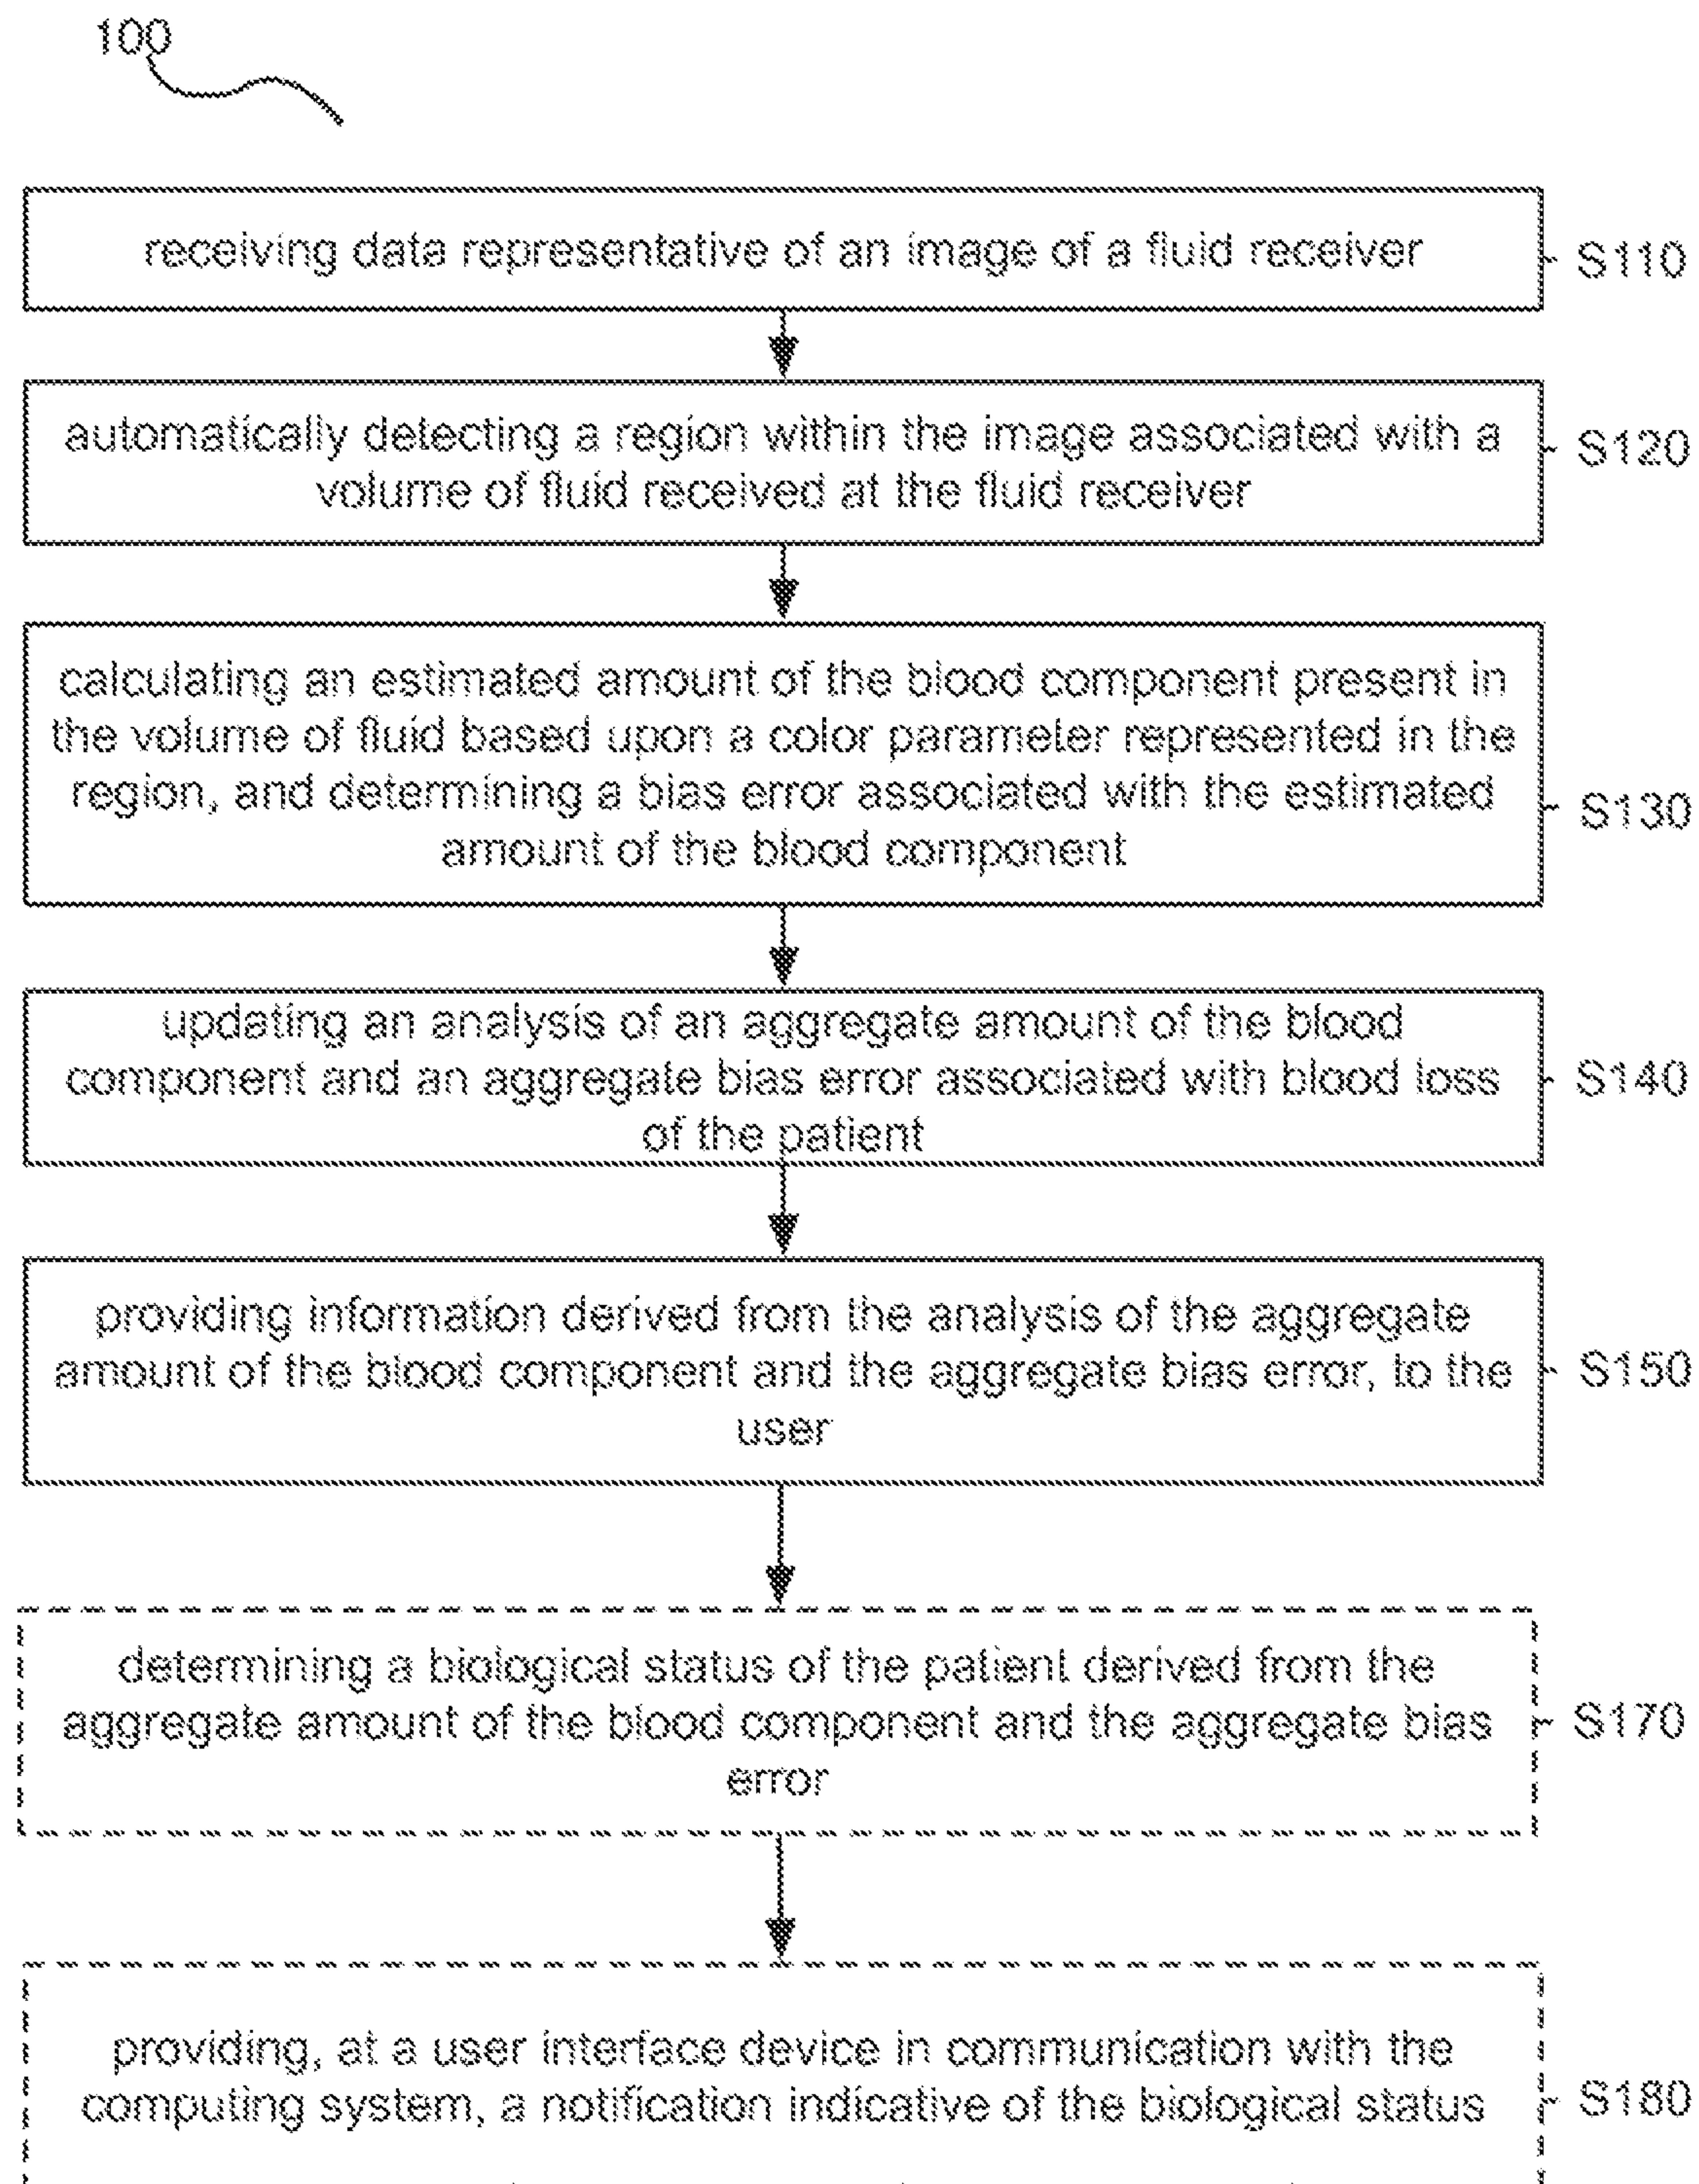 100
receiving data representative of an image of a fluid receiver
S110
automatically detecting a region within the image associated with a
volume of fluid received at the fluid receiver
S120
calculating an estimated amount of the blood component present in
the volume of fluid based upon a color parameter represented in the
region, and determining a bias error associated with the estimated
amount of the blood component
S130
updating an analysis of an aggregate amount of the blood
component and an aggregate bias error associated with blood loss
of the patient
S140
providing information derived from the analysis of the aggregate
amount of the blood component and the aggregate bias error, to the
user
S150
determining a biological status of the patient derived from the
aggregate amount of the blood component and the aggregate bias
error
S170
providing, at a user interface device in communication with the
computing system, a notification indicative of the biological status
S180